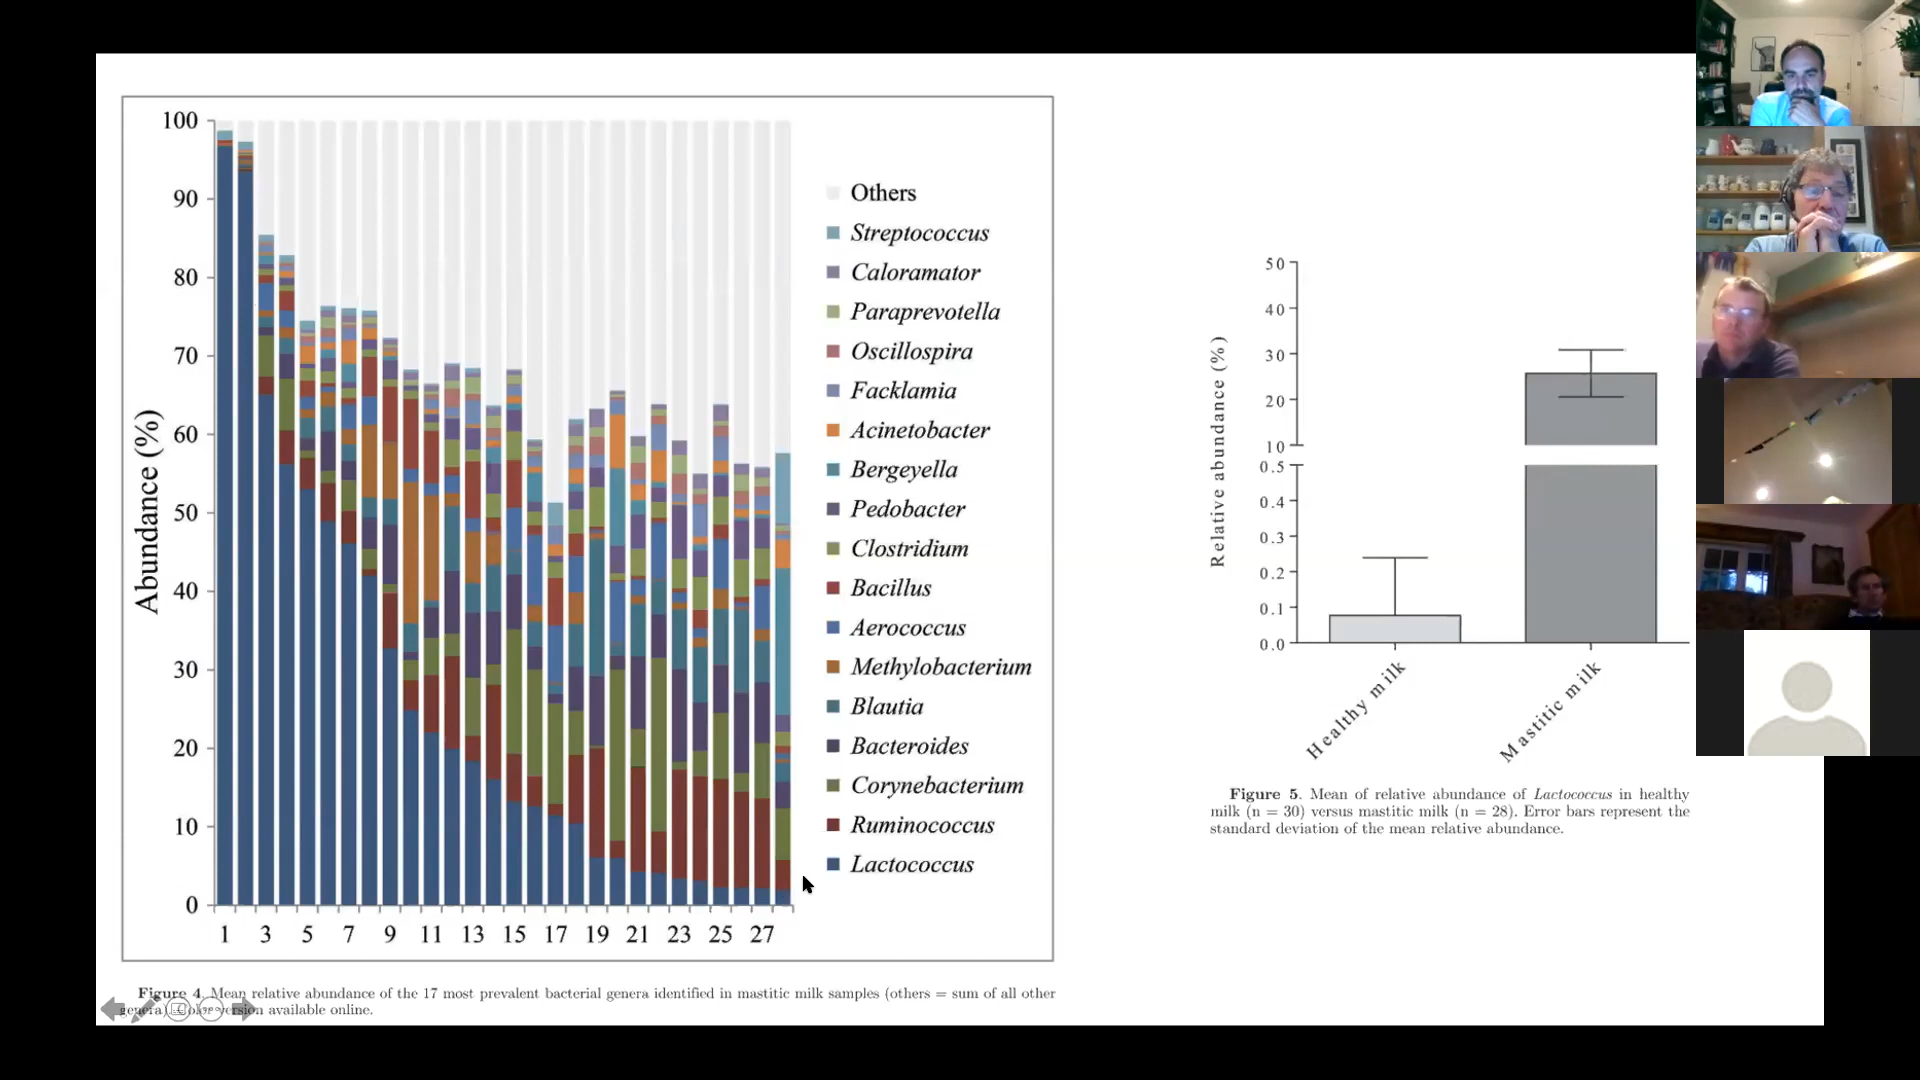 100
90
80
70
60
50
40
30
20
10
0
Abundance (%)
1 3 5 7 9 11 13 15 17 19 21 23 25 27
Others
Streptococcus
Caloramator
Paraprevotella
Oscillospira
Facklamia
Acinetobacter
Bergeyella
Pedobacter
Clostridium
Bacillus
Aerococcus
Methylobacterium
Blautia
Bacteroides
Corynebacterium
Ruminococcus
Lactococcus
Figure 4. Mean relative abundance of the 17 most prevalent bacterial genera identified in mastitic milk samples (others = sum of all other
genera). Color version available online.
50
40
30
20
10
0.5
0.4
0.3
0.2
0.1
0.0
Relative abundance (%)
Healthy milk
Mastitic milk
Figure 5. Mean of relative abundance of Lactococcus in healthy
milk (n = 30) versus mastitic milk (n = 28). Error bars represent the
standard deviation of the mean relative abundance.